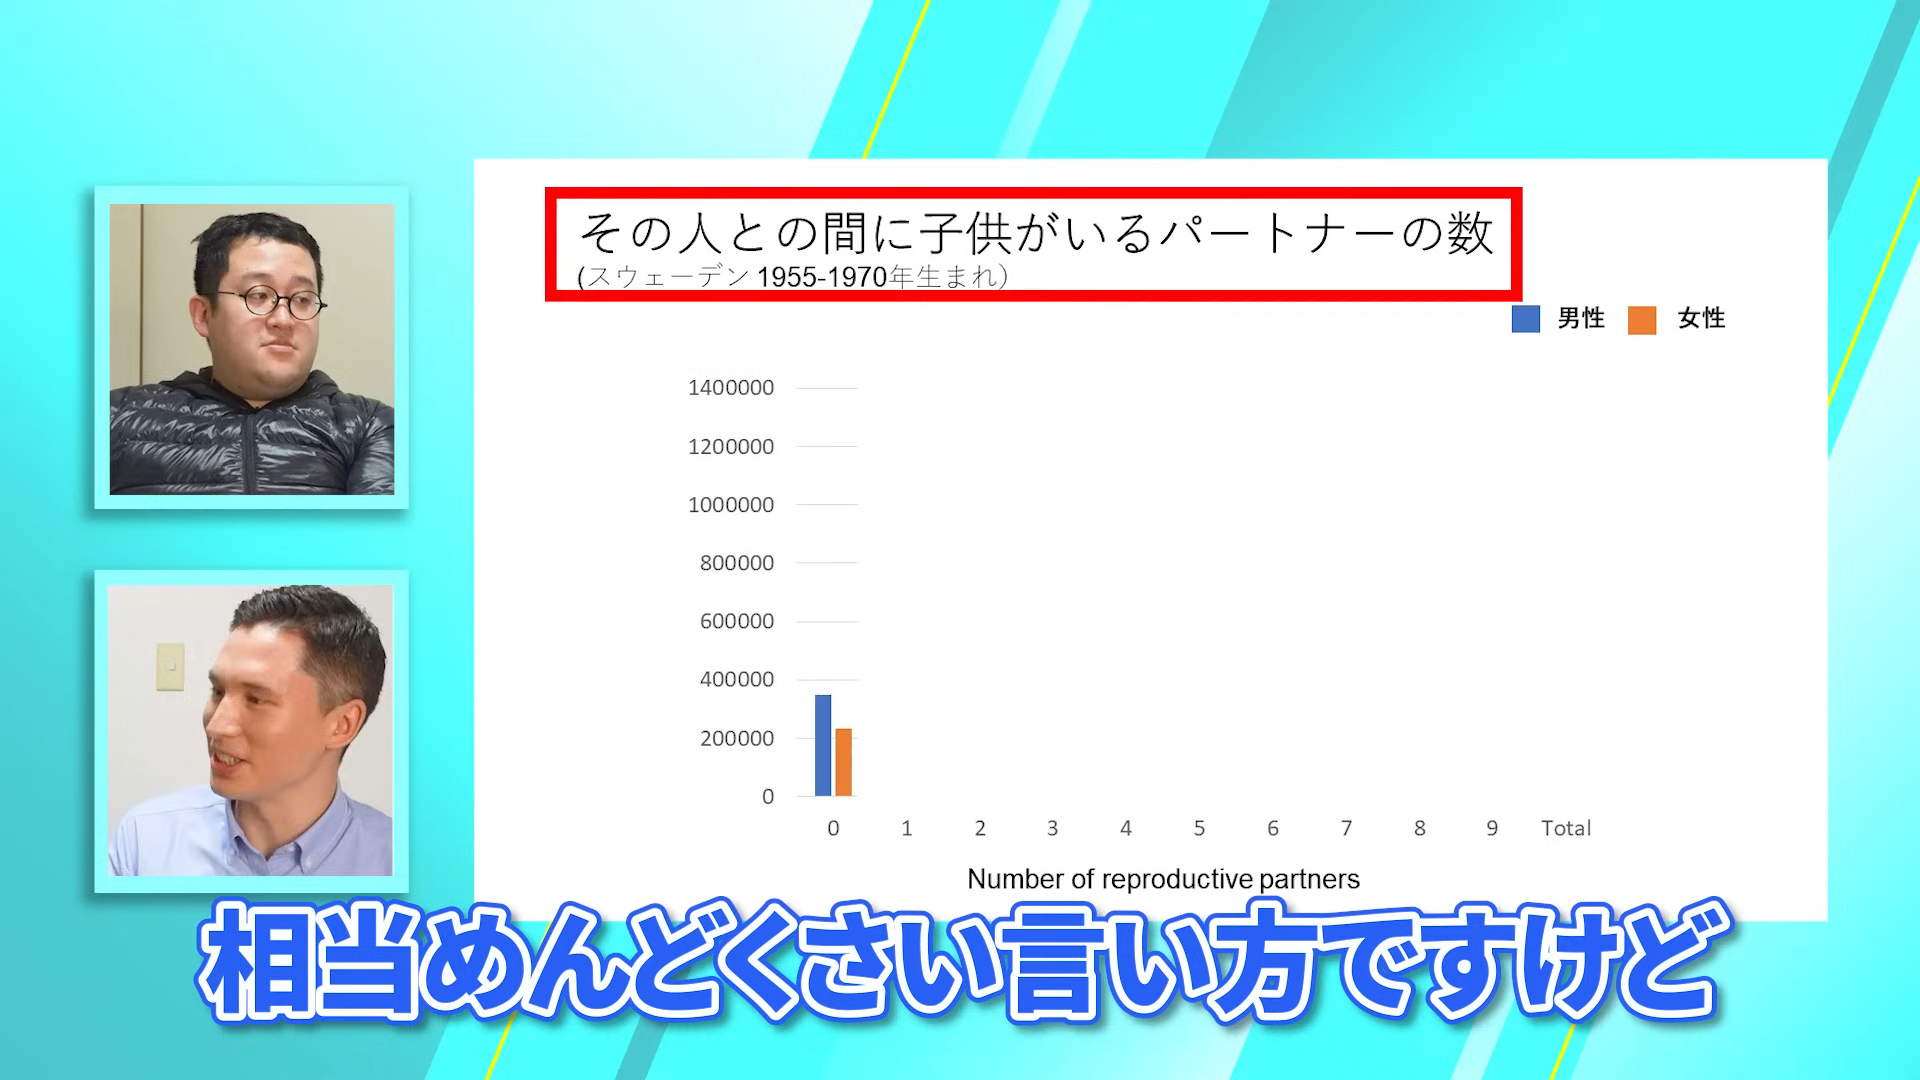 その人との間に子供がいるパートナーの数
(スウェーデン 1955-1970年生まれ)
男性 女性
1400000
1200000
1000000
800000
600000
400000
200000
0
0 1 2 3 4 5 6 7 8 9 Total
Number of reproductive partners
相当めんどくさい言い方ですけど